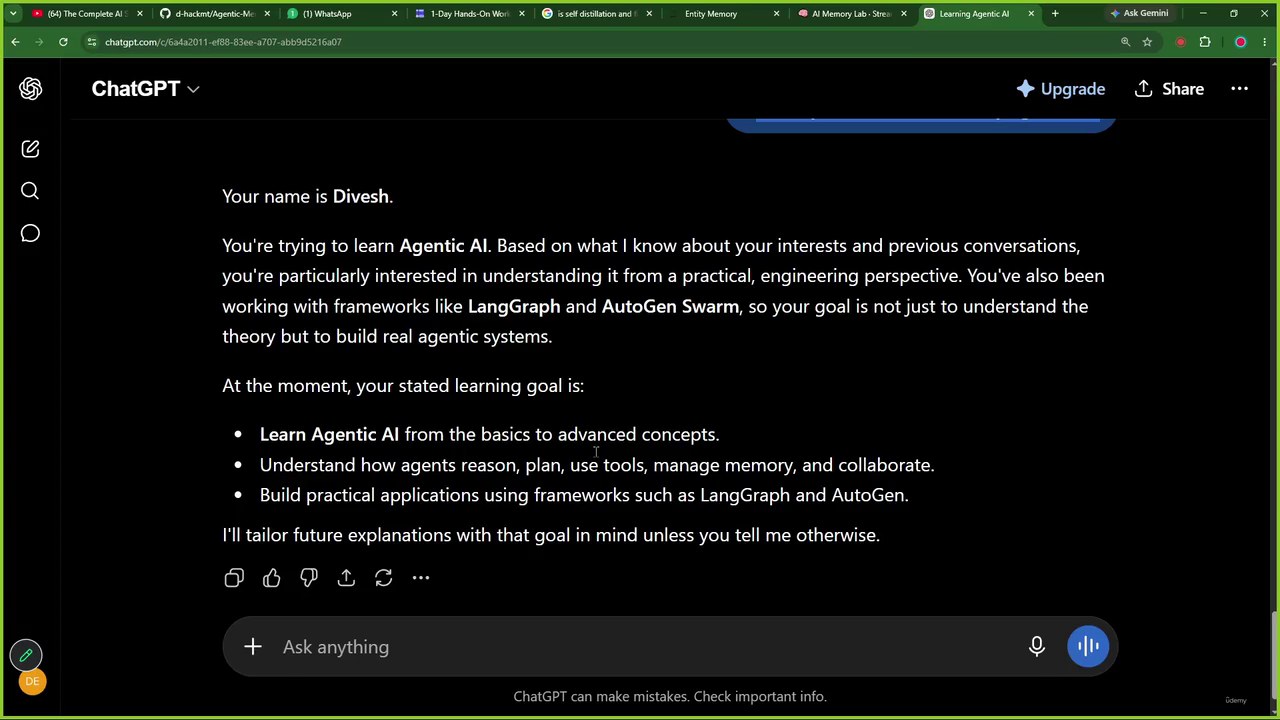 (64) The Complete AI S
d-hackmt/Agentic-Me
(1) WhatsApp
1-Day Hands-On Work
is self distillation and
Entity Memory
AI Memory Lab - Strea
Learning Agentic AI
Ask Gemini
chatgpt.com/c/6a4a2011-ef88-83ee-a707-abb9d5216a07
ChatGPT
Upgrade
Share
Your name is Divesh.
You're trying to learn Agentic AI. Based on what I know about your interests and previous conversations,
you're particularly interested in understanding it from a practical, engineering perspective. You've also been
working with frameworks like LangGraph and AutoGen Swarm, so your goal is not just to understand the
theory but to build real agentic systems.
At the moment, your stated learning goal is:
• Learn Agentic AI from the basics to advanced concepts.
• Understand how agents reason, plan, use tools, manage memory, and collaborate.
• Build practical applications using frameworks such as LangGraph and AutoGen.
I'll tailor future explanations with that goal in mind unless you tell me otherwise.
Ask anything
DE
ChatGPT can make mistakes. Check important info.
udemy